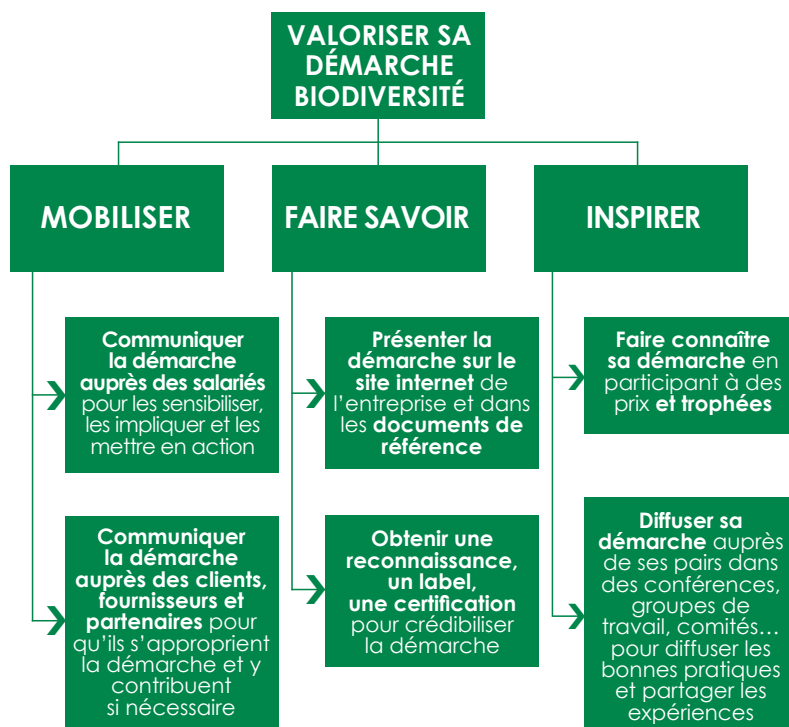 VALORISER SA
DÉMARCHE
BIODIVERSITÉ
MOBILISER
Communiquer
la démarche
auprès des salariés
pour les sensibiliser,
les impliquer et les
mettre en action
Communiquer
la démarche
auprès des clients,
fournisseurs et
partenaires pour
qu’ils s’approprient
la démarche et y
contribuent
si nécessaire
FAIRE SAVOIR
Présenter la
démarche sur le
site internet de
l’entreprise et dans
les documents de
référence
Obtenir une
reconnaissance,
un label,
une certification
pour crédibiliser
la démarche
INSPIRER
Faire connaître
sa démarche en
participant à des
prix et trophées
Diffuser sa
démarche auprès
de ses pairs dans
des conférences,
groupes de
travail, comités…
pour diffuser les
bonnes pratiques
et partager les
expériences